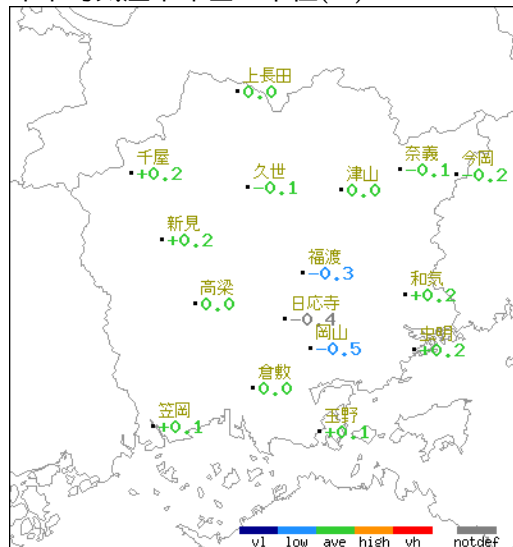 上長田
0.0
千屋
+0.2
久世
-0.1
津山
0.0
奈義
-0.1
今岡
-0.2
新見
+0.2
福渡
-0.3
高梁
0.0
日応寺
-0.4
和気
+0.2
岡山
-0.5
虫明
+0.2
倉敷
0.0
笠岡
+0.1
玉野
+0.1
vl low ave high vh notdef